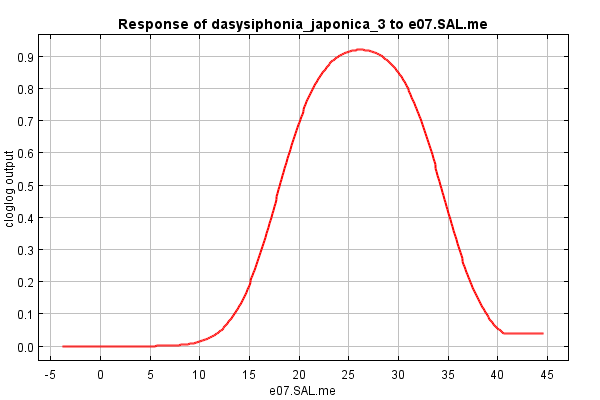 Response of dasysiphonia_japonica_3 to e07.SAL.me
cloglog output
0.9
0.8
0.7
0.6
0.5
0.4
0.3
0.2
0.1
0.0
-5 0 5 10 15 20 25 30 35 40 45
e07.SAL.me